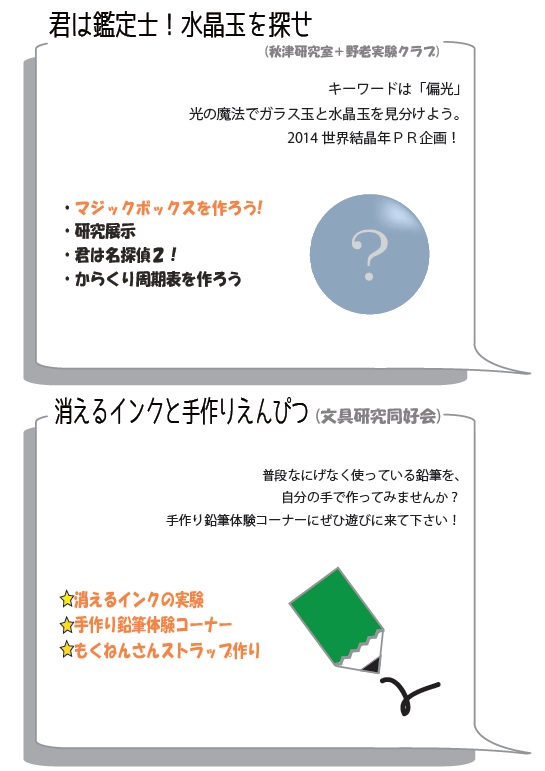 君は鑑定士！水晶玉を探せ
(秋津研究室＋野老実験クラブ)
キーワードは「偏光」
光の魔法でガラス玉と水晶玉を見分けよう。
2014 世界結晶年ＰＲ企画！
・マジックボックスを作ろう!
・研究展示
・君は名探偵２！
・からくり周期表を作ろう
?
消えるインクと手作りえんぴつ (文具研究同好会)
普段なにげなく使っている鉛筆を、
自分の手で作ってみませんか？
手作り鉛筆体験コーナーにぜひ遊びに来て下さい！
消えるインクの実験
手作り鉛筆体験コーナー
もくねんさんストラップ作り